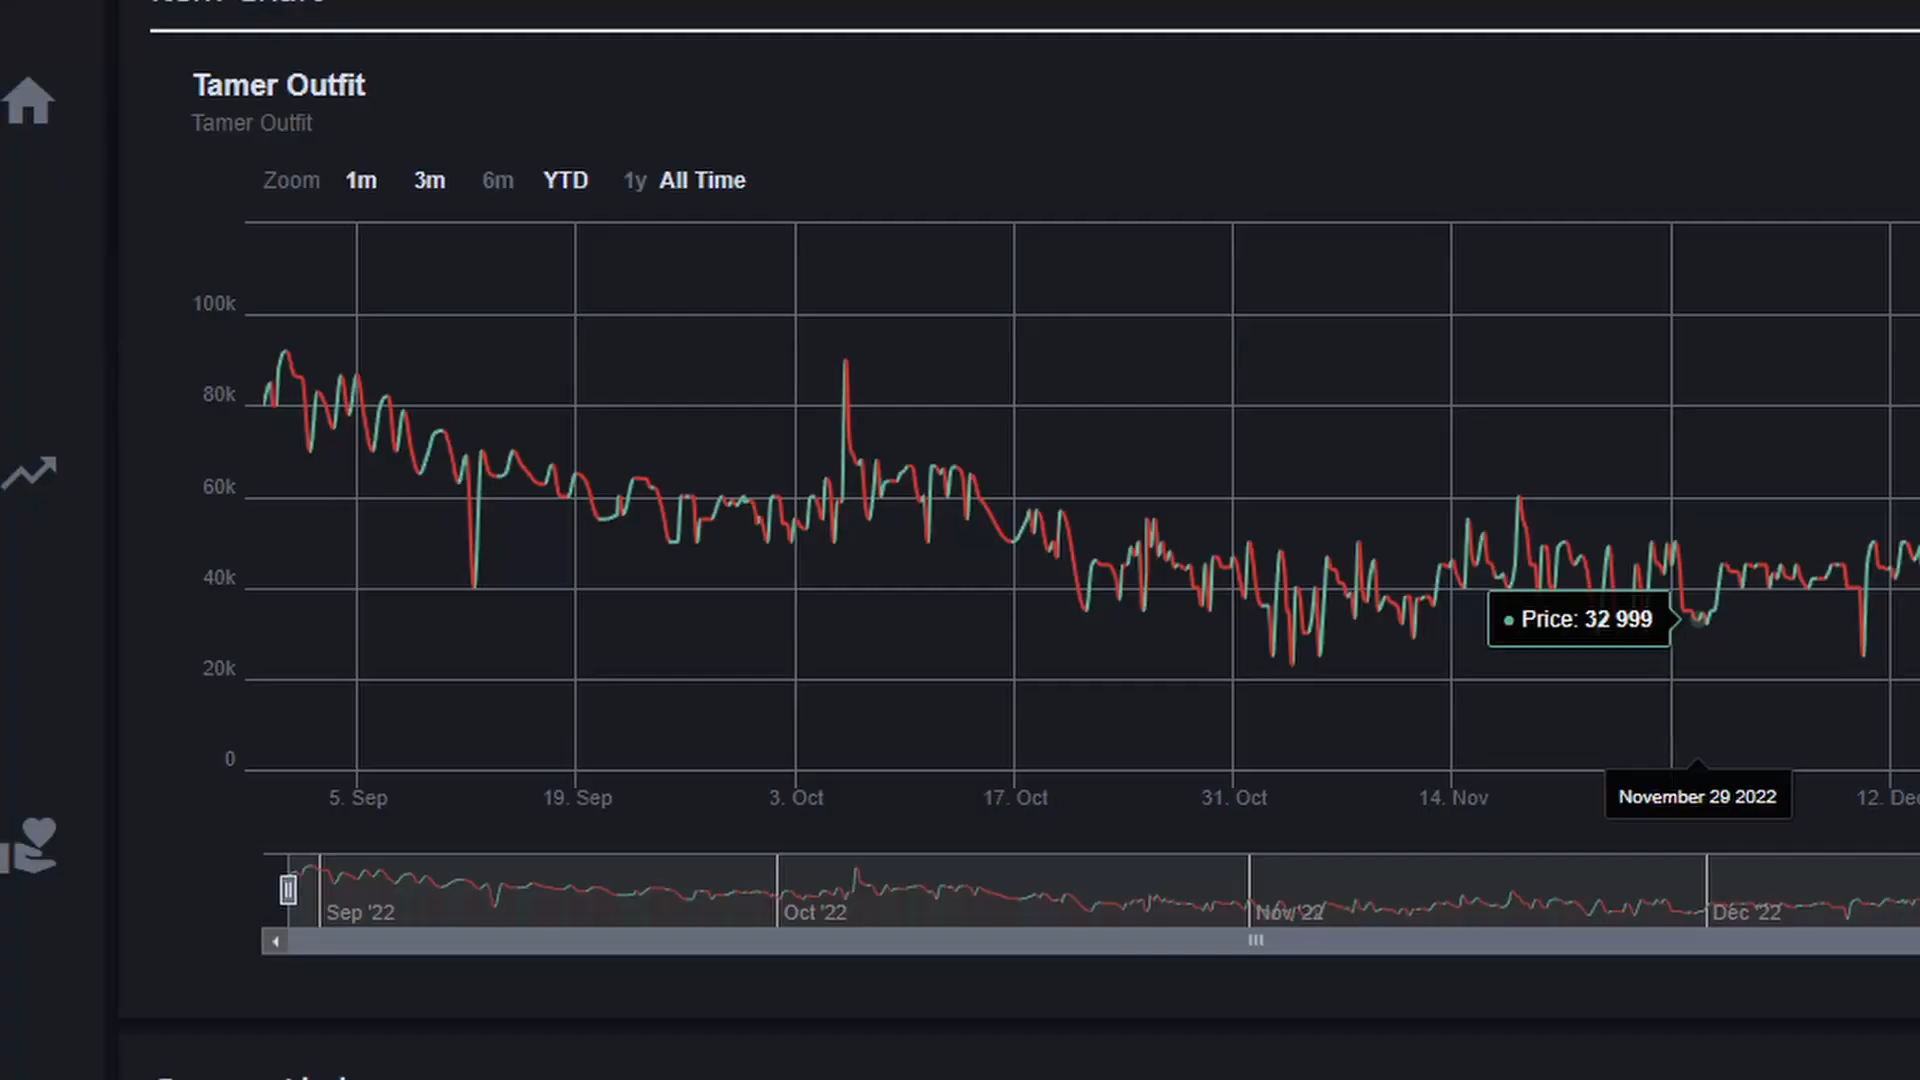 Tamer Outfit
Tamer Outfit
Zoom 1m 3m 6m YTD 1y All Time
100k
80k
60k
40k
20k
0
Price: 32 999
5. Sep 19. Sep 3. Oct 17. Oct 31. Oct 14. Nov November 29 2022 12. Dec
Sep '22 Oct '22 Nov '22 Dec '22